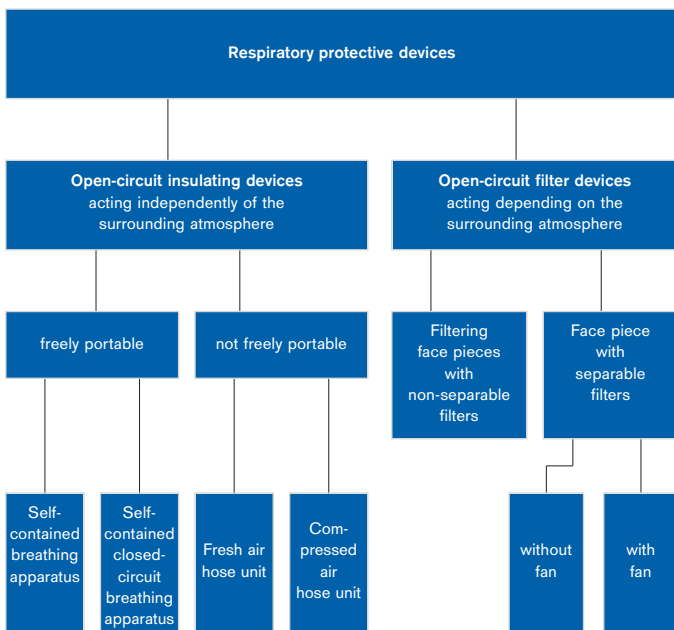 Respiratory protective devices
Open-circuit insulating devices
acting independently of the
surrounding atmosphere
Open-circuit filter devices
acting depending on the
surrounding atmosphere
freely portable
not freely portable
Filtering
face pieces
with
non-separable
filters
Face piece
with
separable
filters
Self-
contained
breathing
apparatus
Self-
contained
closed-
circuit
breathing
apparatus
Fresh air
hose unit
Com-
pressed
air
hose unit
without
fan
with
fan